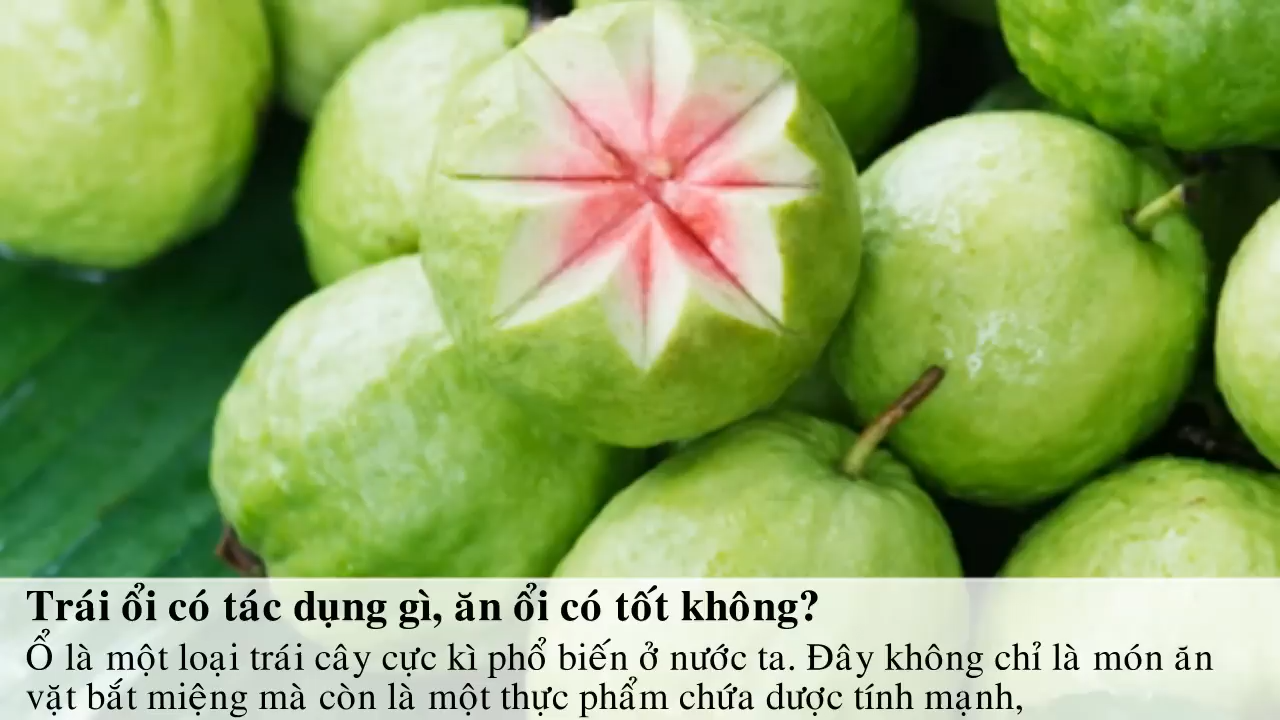 Trái ổi có tác dụng gì, ăn ổi có tốt không?
Ổ là một loại trái cây cực kì phổ biến ở nước ta. Đây không chỉ là món ăn
vặt bắt miệng mà còn là một thực phẩm chứa dược tính mạnh,